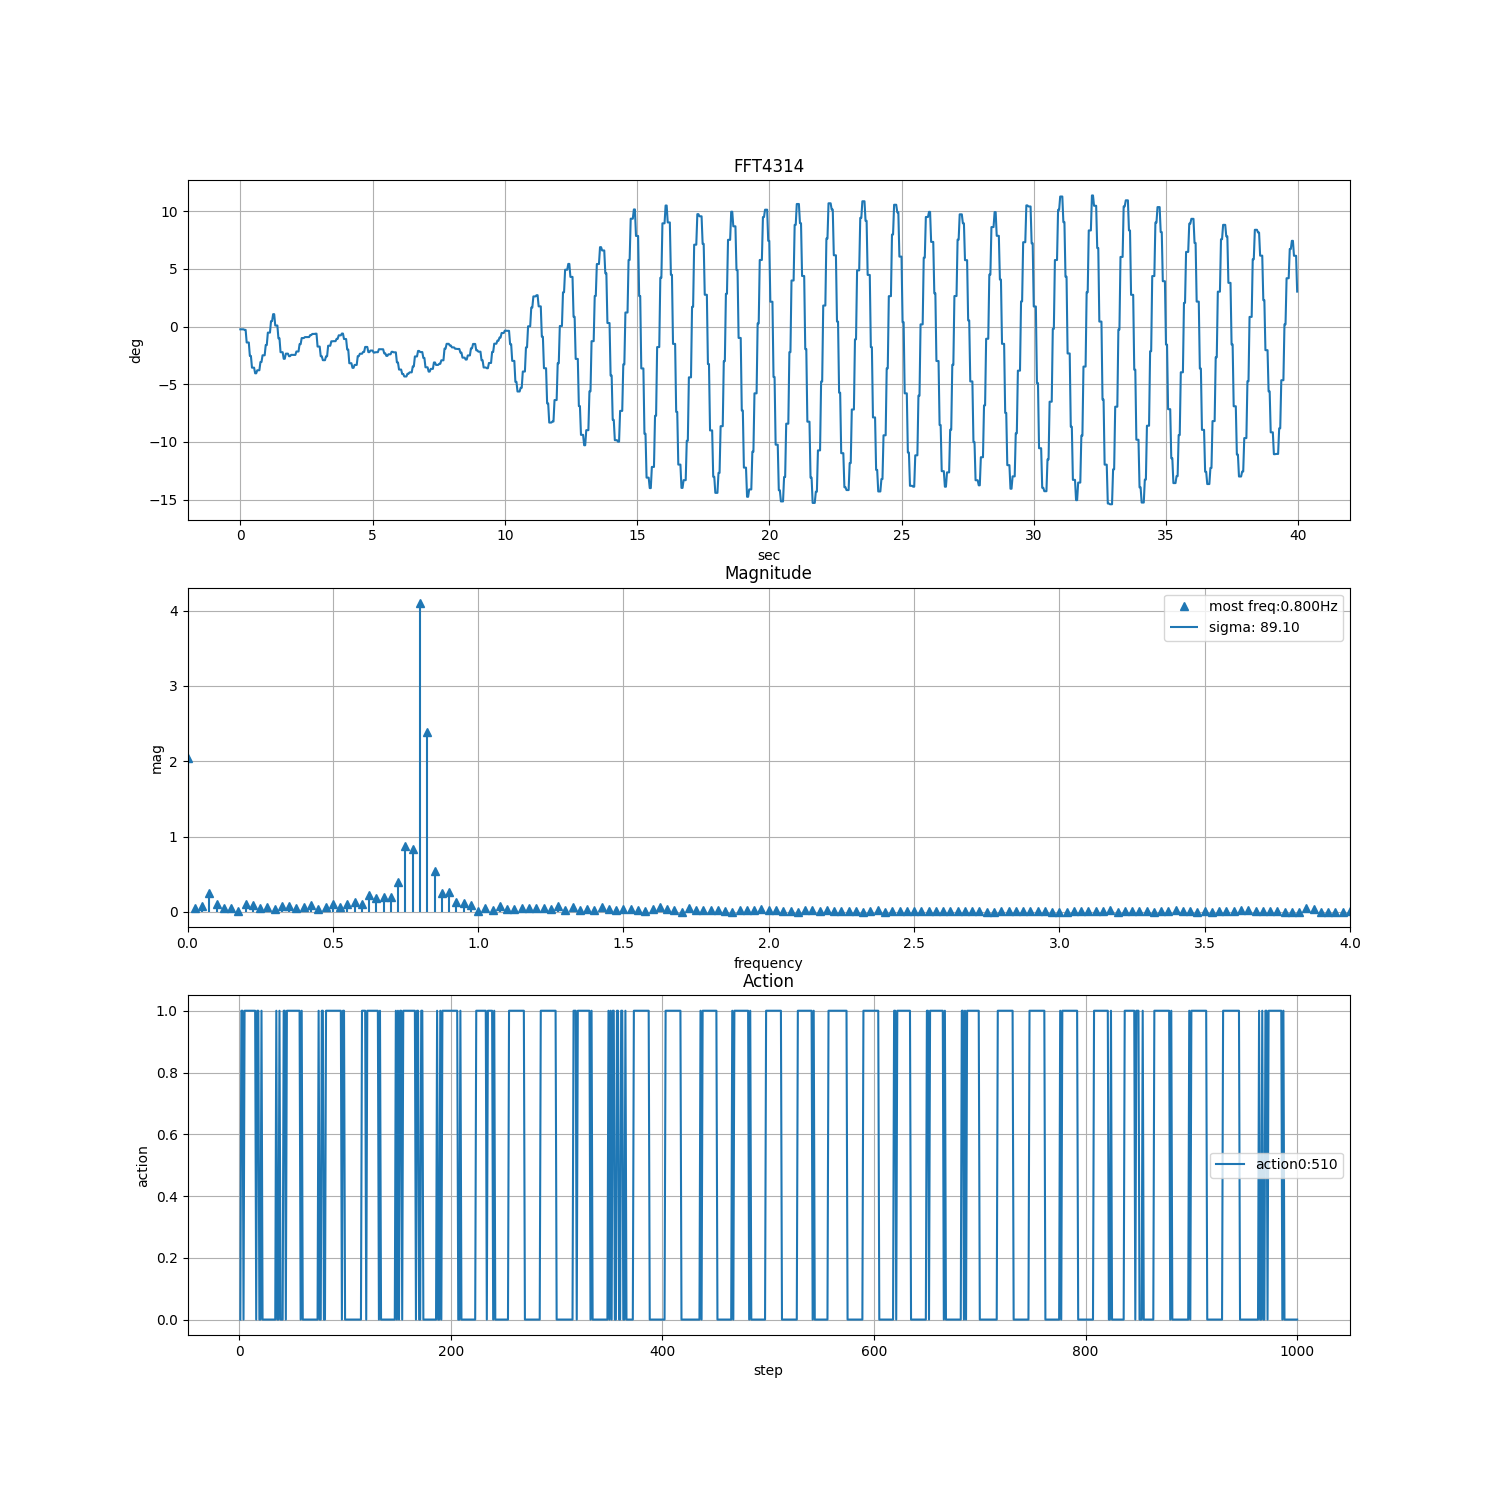 FFT4314
10
5
0
−5
−10
−15
deg
0 5 10 15 20 25 30 35 40
sec
Magnitude
4
3
2
1
0
mag
most freq:0.800Hz
sigma: 89.10
0.0 0.5 1.0 1.5 2.0 2.5 3.0 3.5 4.0
frequency
Action
1.0
0.8
0.6
0.4
0.2
0.0
action
action0:510
0 200 400 600 800 1000
step